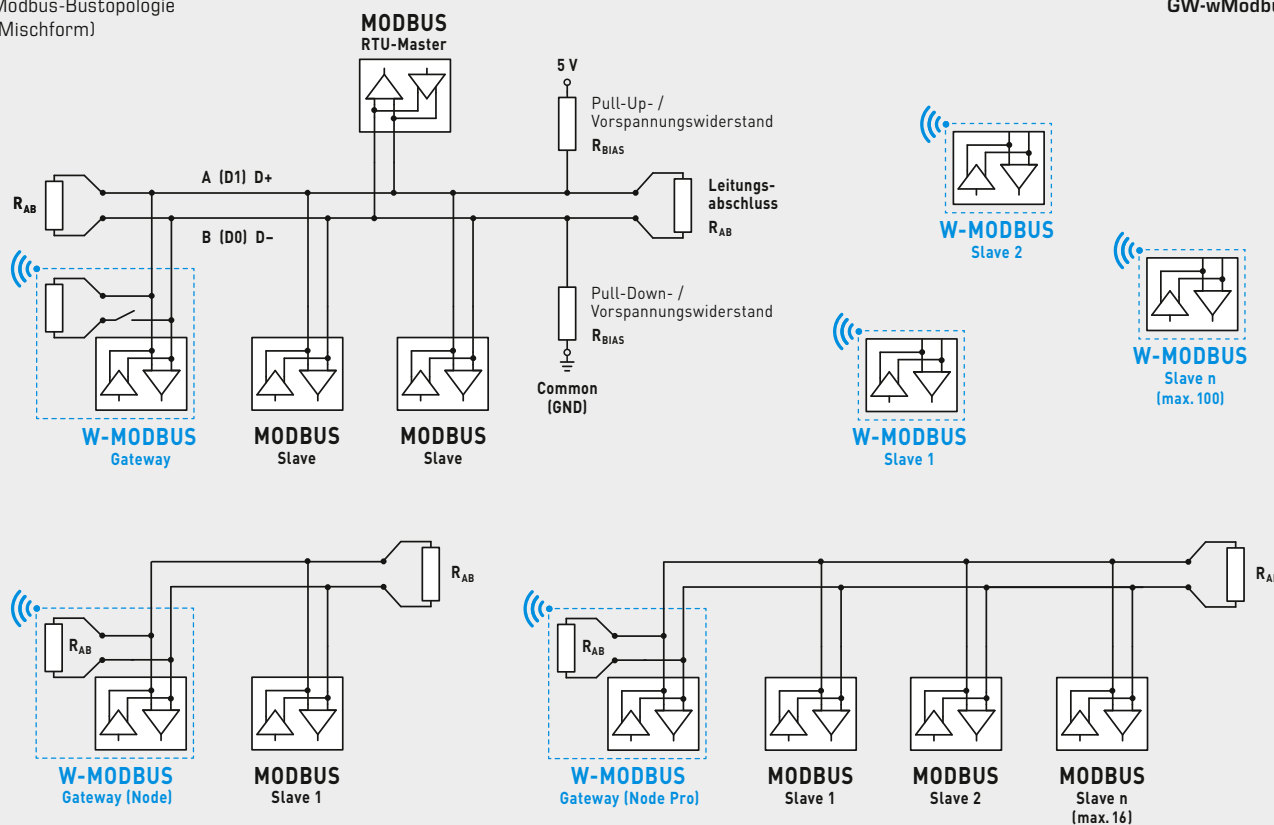 Modbus-Bustopologie
(Mischform)
GW-wModbu
MODBUS
RTU-Master
5 V
Pull-Up- /
Vorspannungswiderstand
RBIAS
A (D1) D+
RAB
B (D0) D–
Leitungs-
abschluss
RAB
Pull-Down- /
Vorspannungswiderstand
RBIAS
Common
(GND)
W-MODBUS
Gateway
MODBUS
Slave
MODBUS
Slave
W-MODBUS
Slave 2
W-MODBUS
Slave n
(max. 100)
W-MODBUS
Slave 1
RAB
RAB
W-MODBUS
Gateway (Node)
MODBUS
Slave 1
RAB
RAB
W-MODBUS
Gateway (Node Pro)
MODBUS
Slave 1
MODBUS
Slave 2
MODBUS
Slave n
(max. 16)